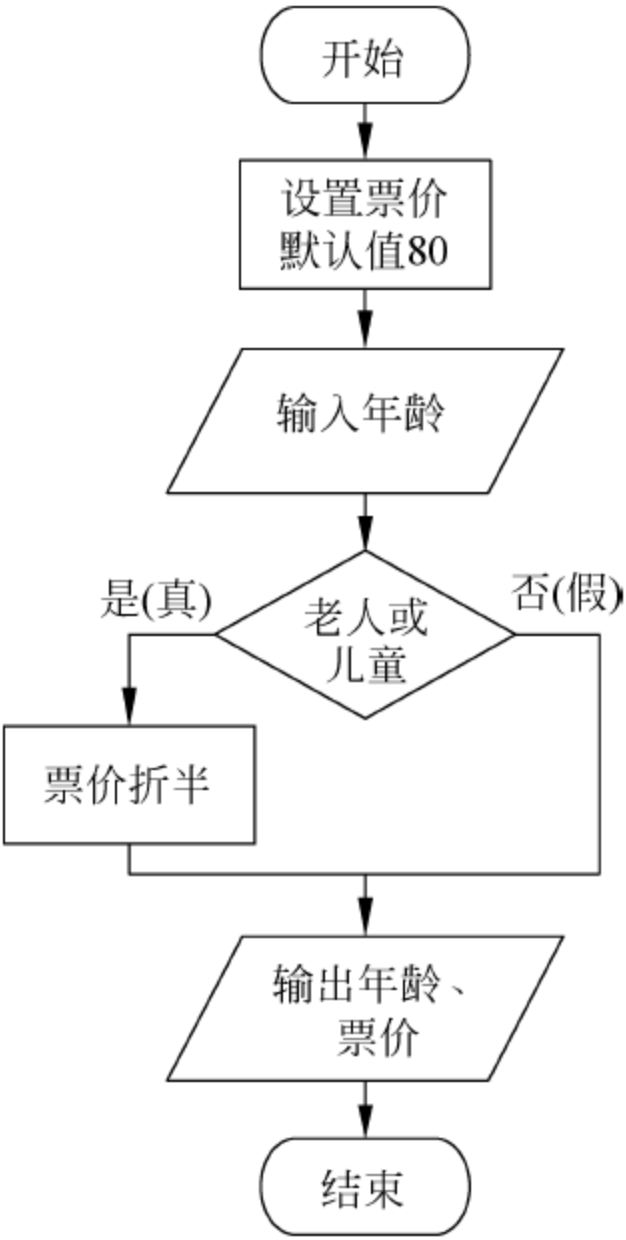 开始
设置票价
默认值80
输入年龄
是(真)
否(假)
老人或
儿童
票价折半
输出年龄、
票价
结束